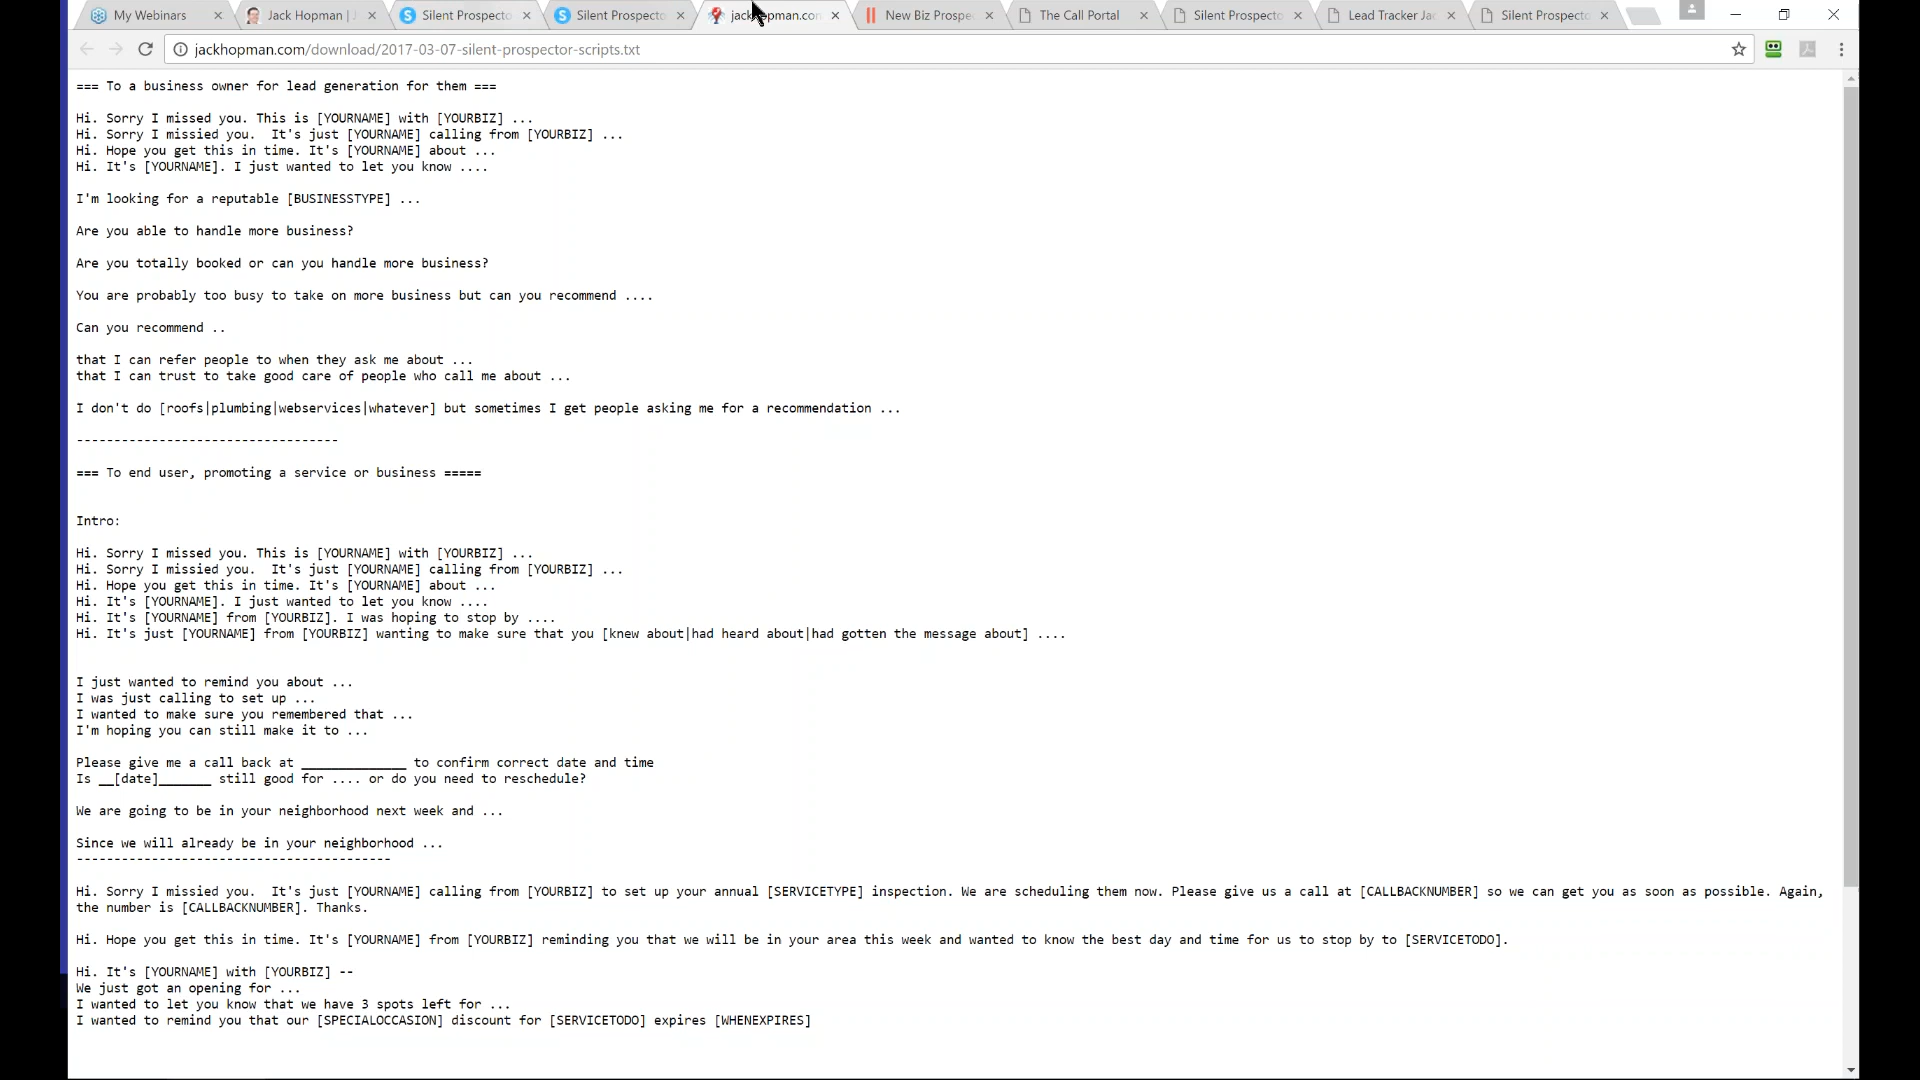 My Webinars
Jack Hopman | J
Silent Prospecto
Silent Prospecto
jackhopman.com
New Biz Prospe
The Call Portal
Silent Prospecto
Lead Tracker Jac
Silent Prospecto
jackhopman.com/download/2017-03-07-silent-prospector-scripts.txt
=== To a business owner for lead generation for them ===
Hi. Sorry I missed you. This is [YOURNAME] with [YOURBIZ] ...
Hi. Sorry I missied you.  It's just [YOURNAME] calling from [YOURBIZ] ...
Hi. Hope you get this in time. It's [YOURNAME] about ...
Hi. It's [YOURNAME]. I just wanted to let you know ....
I'm looking for a reputable [BUSINESSTYPE] ...
Are you able to handle more business?
Are you totally booked or can you handle more business?
You are probably too busy to take on more business but can you recommend ....
Can you recommend ..
that I can refer people to when they ask me about ...
that I can trust to take good care of people who call me about ...
I don't do [roofs|plumbing|webservices|whatever] but sometimes I get people asking me for a recommendation ...
-----------------------------------
=== To end user, promoting a service or business =====
Intro:
Hi. Sorry I missed you. This is [YOURNAME] with [YOURBIZ] ...
Hi. Sorry I missied you.  It's just [YOURNAME] calling from [YOURBIZ] ...
Hi. Hope you get this in time. It's [YOURNAME] about ...
Hi. It's [YOURNAME]. I just wanted to let you know ....
Hi. It's [YOURNAME] from [YOURBIZ]. I was hoping to stop by ....
Hi. It's just [YOURNAME] from [YOURBIZ] wanting to make sure that you [knew about|had heard about|had gotten the message about] ....
I just wanted to remind you about ...
I was just calling to set up ...
I wanted to make sure you remembered that ...
I'm hoping you can still make it to ...
Please give me a call back at ______________ to confirm correct date and time
Is __[date]_______ still good for .... or do you need to reschedule?
We are going to be in your neighborhood next week and ...
Since we will already be in your neighborhood ...
------------------------------------------
Hi. Sorry I missied you.  It's just [YOURNAME] calling from [YOURBIZ] to set up your annual [SERVICETYPE] inspection. We are scheduling them now. Please give us a call at [CALLBACKNUMBER] so we can get you as soon as possible. Again,
the number is [CALLBACKNUMBER]. Thanks.
Hi. Hope you get this in time. It's [YOURNAME] from [YOURBIZ] reminding you that we will be in your area this week and wanted to know the best day and time for us to stop by to [SERVICETODO].
Hi. It's [YOURNAME] with [YOURBIZ] --
We just got an opening for ...
I wanted to let you know that we have 3 spots left for ...
I wanted to remind you that our [SPECIALOCCASION] discount for [SERVICETODO] expires [WHENEXPIRES]